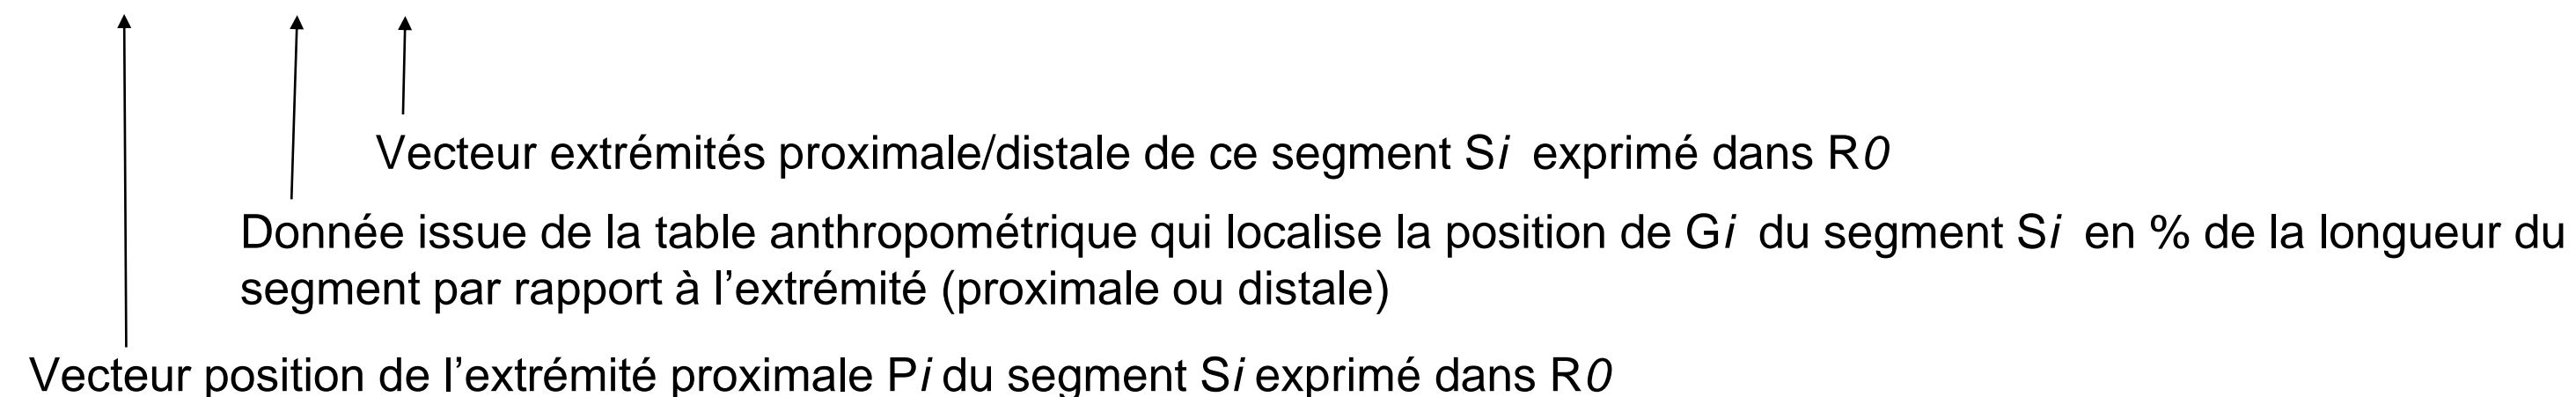 Vecteur extrémités proximale/distale de ce segment Si exprimé dans R0
Donnée issue de la table anthropométrique qui localise la position de Gi du segment Si en % de la longueur du
segment par rapport à l’extrémité (proximale ou distale)
Vecteur position de l’extrémité proximale Pi du segment Si exprimé dans R0